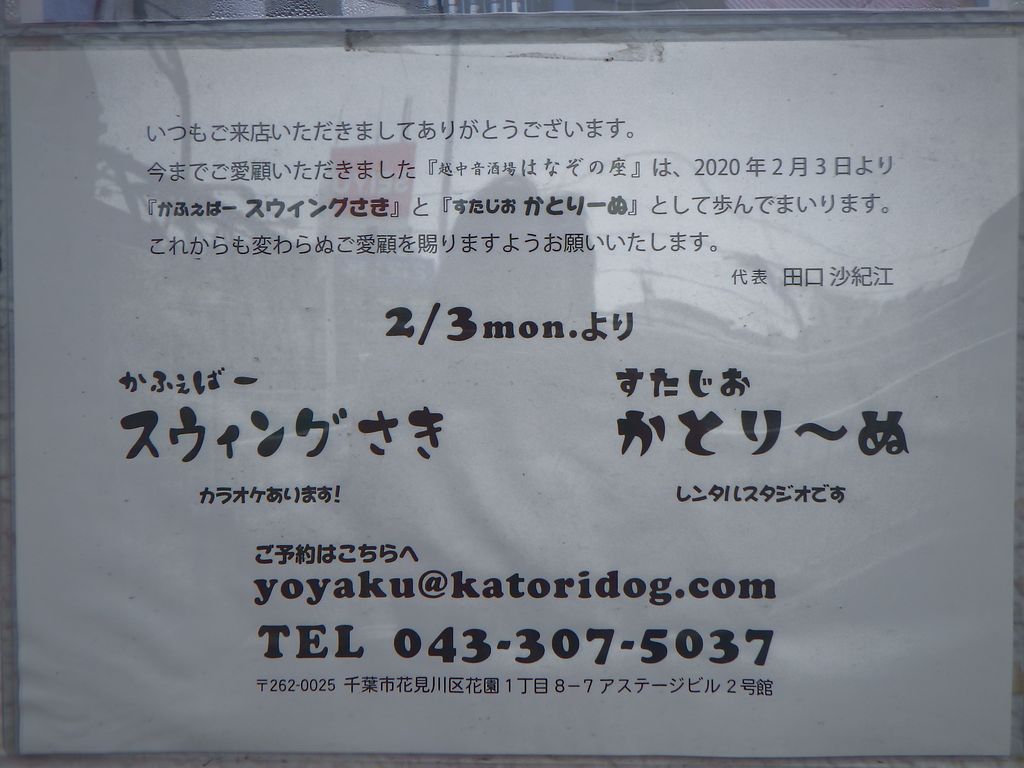 いつもご来店いただきましてありがとうございます。
今までご愛顧いただきました『越中音酒場 はなぞの座』は、2020年2月3日より
『かふぇばー スウィングさき』と『すたじお かとりーぬ』として歩んでまいります。
これからも変わらぬご愛顧を賜りますようお願いいたします。
代表 田口 沙紀江
2/3mon.より
かふぇばー
スウィングさき
カラオケあります!
すたじお
かとり～ぬ
レンタルスタジオです
ご予約はこちらへ
yoyaku@katoridog.com
TEL 043-307-5037
〒262-0025 千葉市花見川区花園1丁目8−7アステージビル2号館